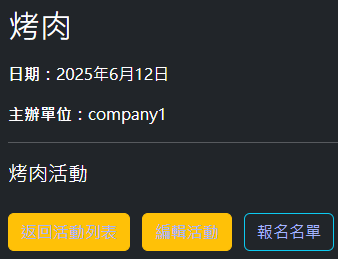 烤肉
日期：2025年6月12日
主辦單位：company1
烤肉活動
返回活動列表 編輯活動 報名名單